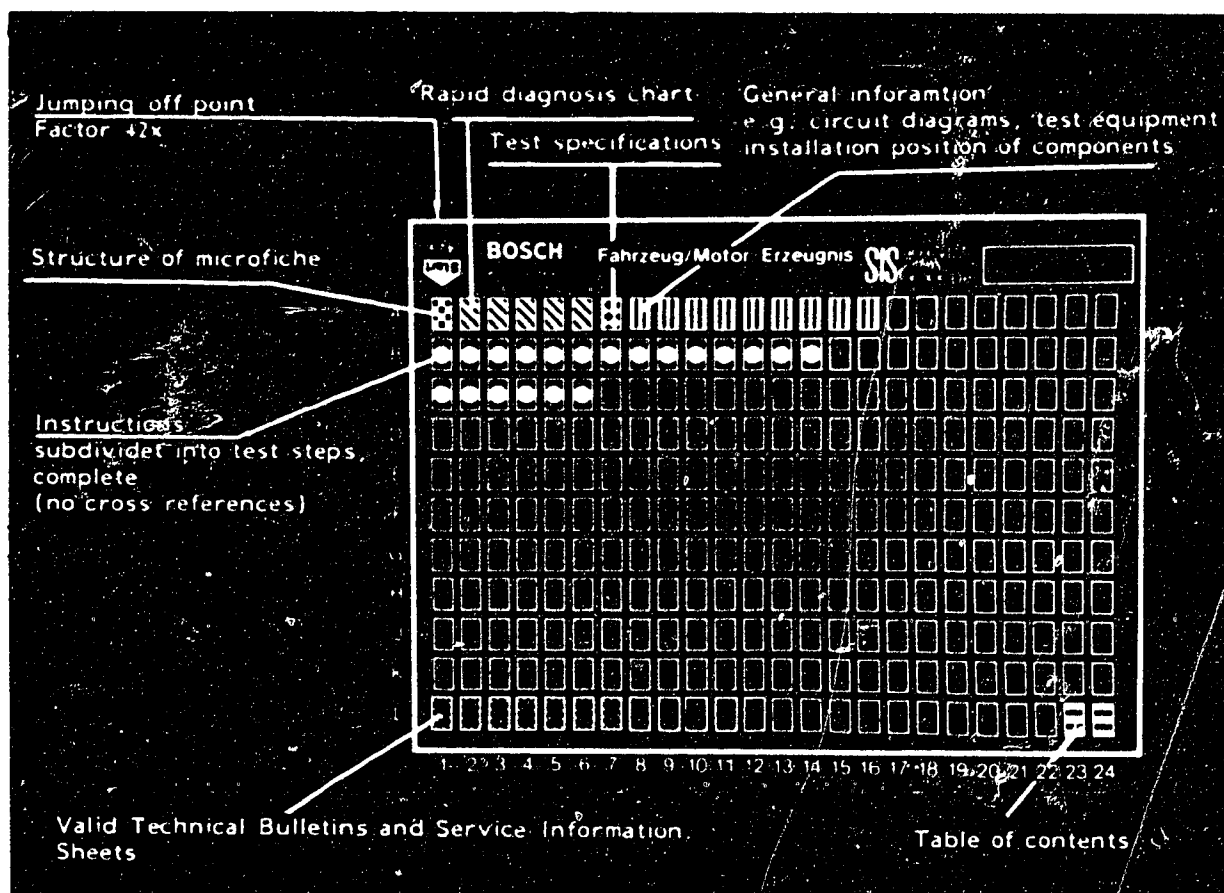 Jumping off point
Factor 42x
Rapid diagnosis chart
Test specifications
General inforamtion
e.g. circuit diagrams, test equipment
installation position of components
Structure of microfiche
BOSCH
Fahrzeug/Motor Erzeugnis
SIS
Instructions
subdividet into test steps,
complete
(no cross references)
1 2 3 4 5 6 7 8 9 10 11 12 13 14 15 16 17 18 19 20 21 22 23 24
Valid Technical Bulletins and Service Information
Sheets
Table of contents